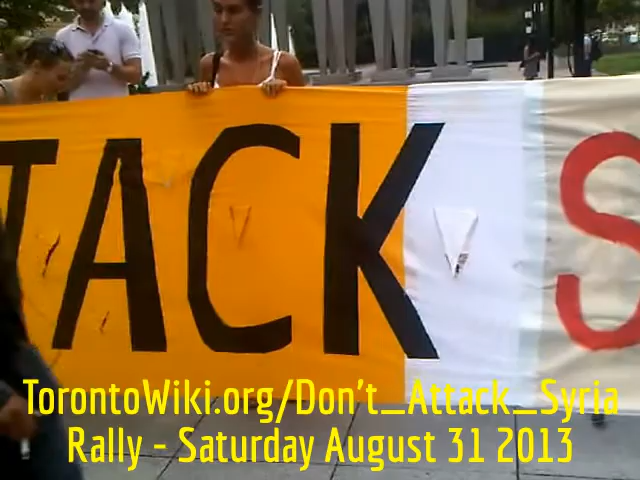 TACK S
TorontoWiki.org/Don't_Attack_Syria
Rally - Saturday August 31 2013